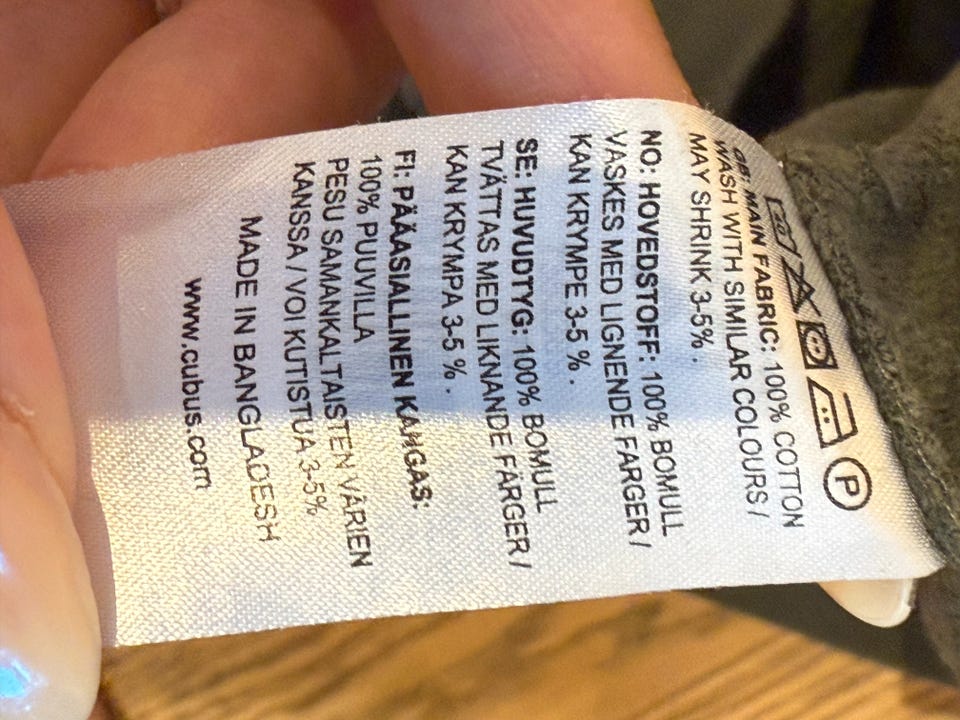 P
GB: MAIN FABRIC: 100% COTTON
WASH WITH SIMILAR COLOURS /
MAY SHRINK 3-5% .
NO: HOVEDSTOFF: 100% BOMULL
VASKES MED LIGNENDE FARGER /
KAN KRYMPE 3-5 % .
SE: HUVUDTYG: 100% BOMULL
TVÄTTAS MED LIKNANDE FÄRGER /
KAN KRYMPA 3-5 % .
FI: PÄÄASIALLINEN KANGAS:
100% PUUVILLA
PESU SAMANKALTAISTEN VÄRIEN
KANSSA / VOI KUTISTUA 3-5%
MADE IN BANGLADESH
www.cubus.com